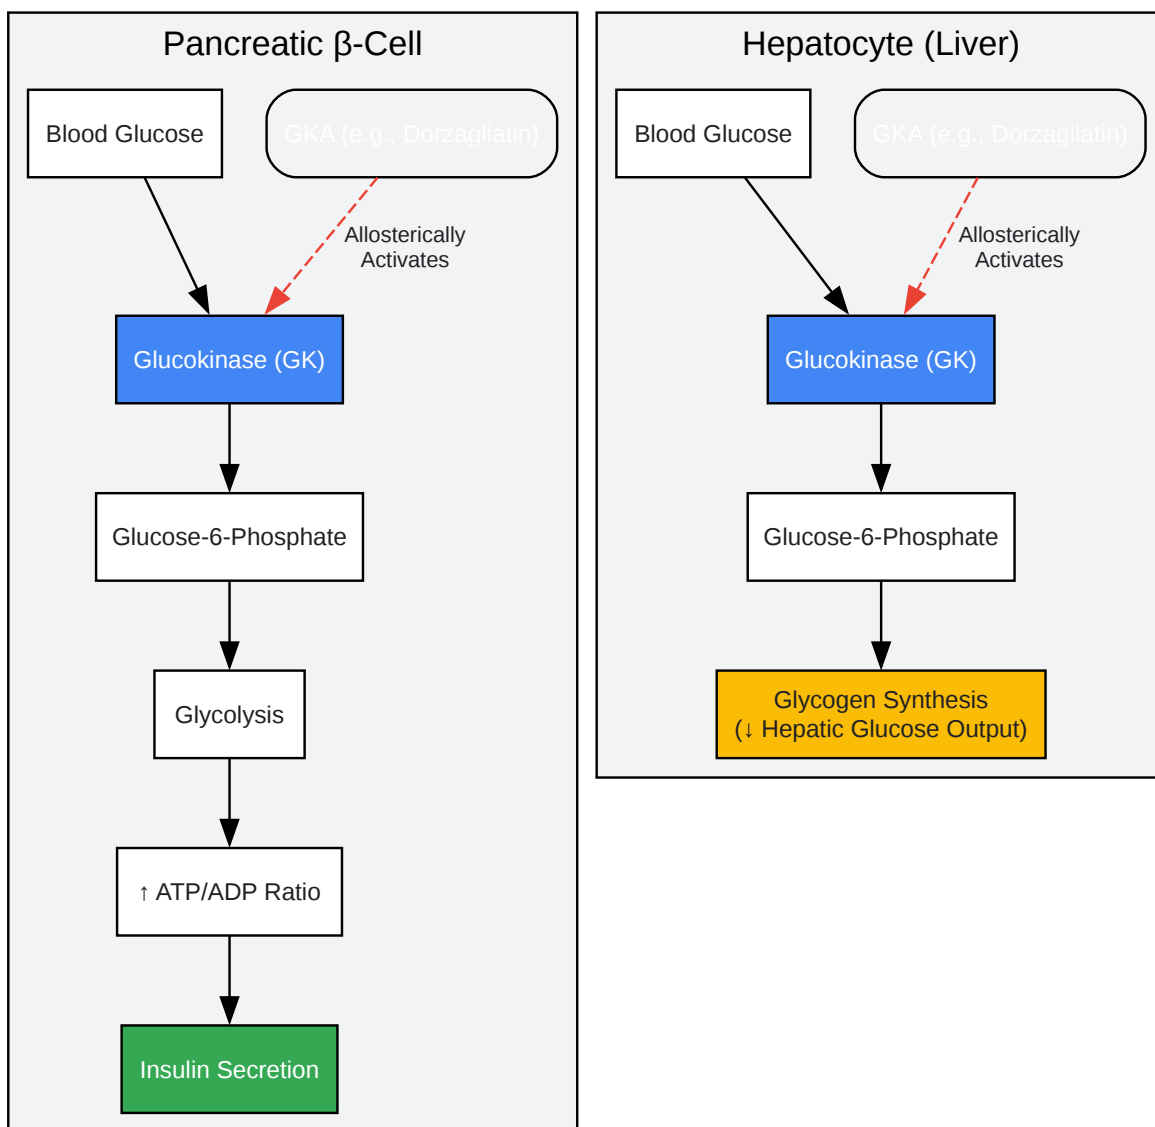 Pancreatic β-Cell
Blood Glucose
GKA (e.g., Dorzagliatin)
Allosterically
Activates
Glucokinase (GK)
Glucose-6-Phosphate
Glycolysis
↑ ATP/ADP Ratio
Insulin Secretion
Hepatocyte (Liver)
Blood Glucose
GKA (e.g., Dorzagliatin)
Allosterically
Activates
Glucokinase (GK)
Glucose-6-Phosphate
Glycogen Synthesis
(↓ Hepatic Glucose Output)